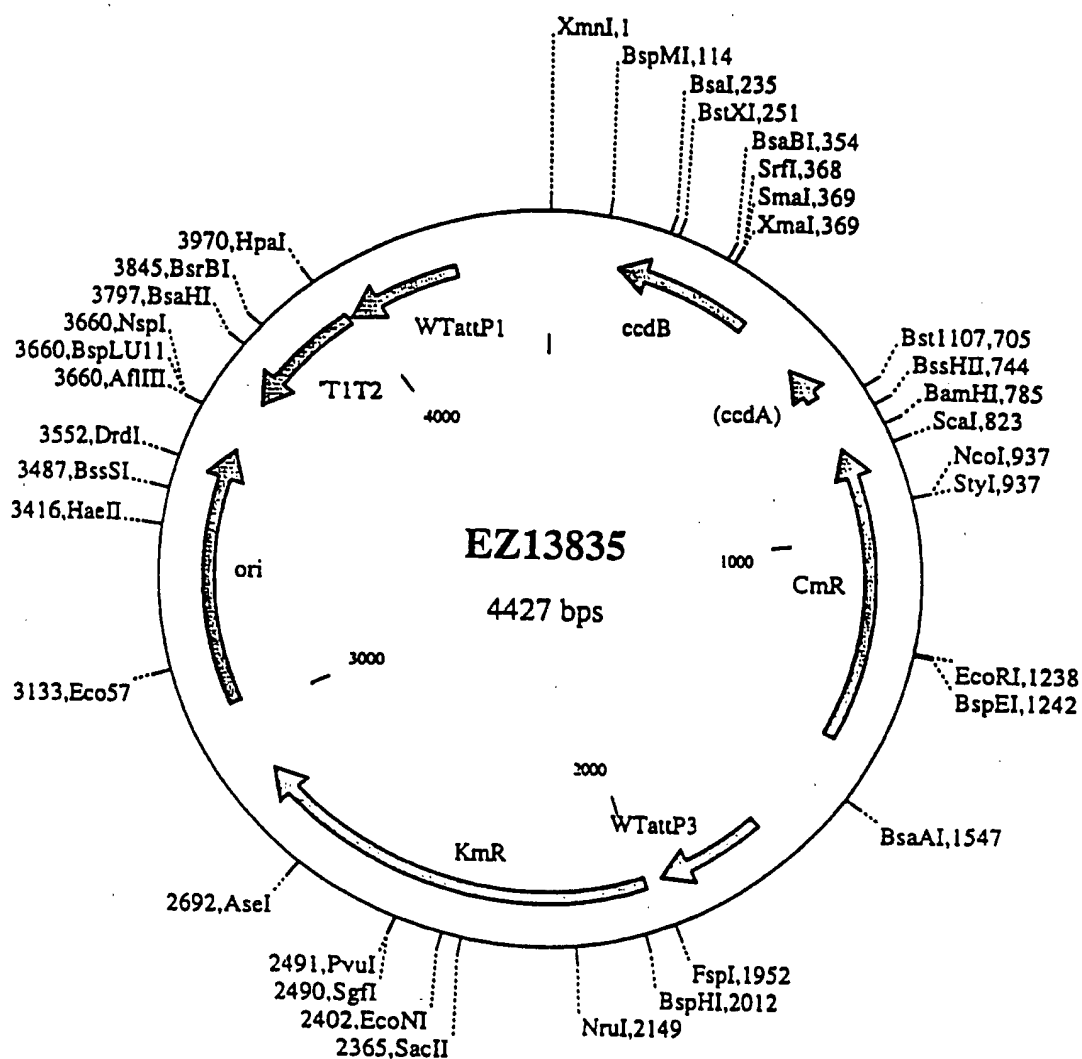 XmnI,1
BspMI,114
BsaI,235
BstXI,251
BsaBI,354
SrfI,368
SmaI,369
XmaI,369
3970,HpaI
3845,BsrBI
3797,BsaHI
3660,NspI
3660,BspLU11
3660,AflIII
3552,DrdI
3487,BssSI
3416,HaeII
WTattP1
ccdB
T1T2
4000
(ccdA)
Bst1107,705
BssHII,744
BamHI,785
ScaI,823
NcoI,937
StyI,937
EZ13835
4427 bps
1000
CmR
ori
3000
3133,Eco57
EcoRI,1238
BspEI,1242
2000
WTattP3
BsaAI,1547
KmR
2692,AseI
2491,PvuI
2490,SgfI
2402,EcoNI
2365,SacII
FspI,1952
BspHI,2012
NruI,2149